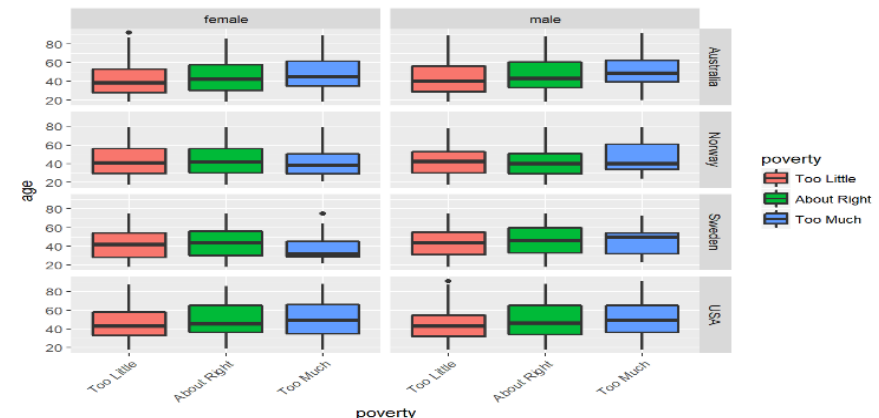 female male
80
60
40
20
Australia
80
60
40
20
Norway
age
80
60
40
20
Sweden
80
60
40
20
USA
Too Little About Right Too Much Too Little About Right Too Much
poverty
poverty
Too Little
About Right
Too Much